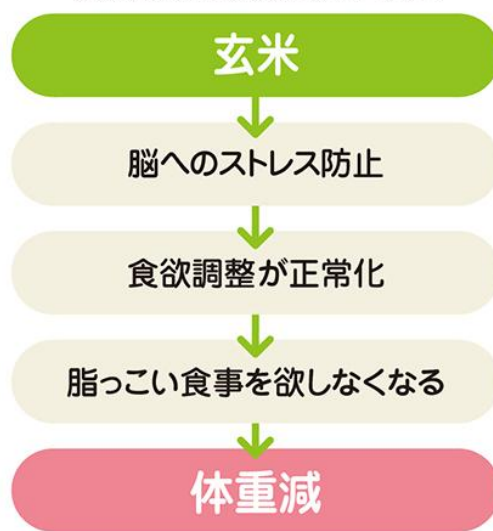 玄米
脳へのストレス防止
食欲調整が正常化
脂っこい食事を欲しなくなる
体重減